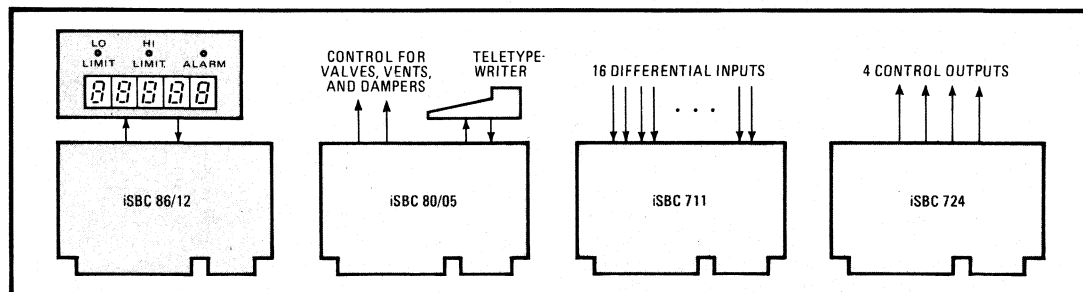 LO HI
LIMIT LIMIT ALARM
88888
CONTROL FOR
VALVES, VENTS,
AND DAMPERS
TELETYPE-
WRITER
16 DIFFERENTIAL INPUTS
. . .
4 CONTROL OUTPUTS
iSBC 86/12
iSBC 80/05
iSBC 711
iSBC 724